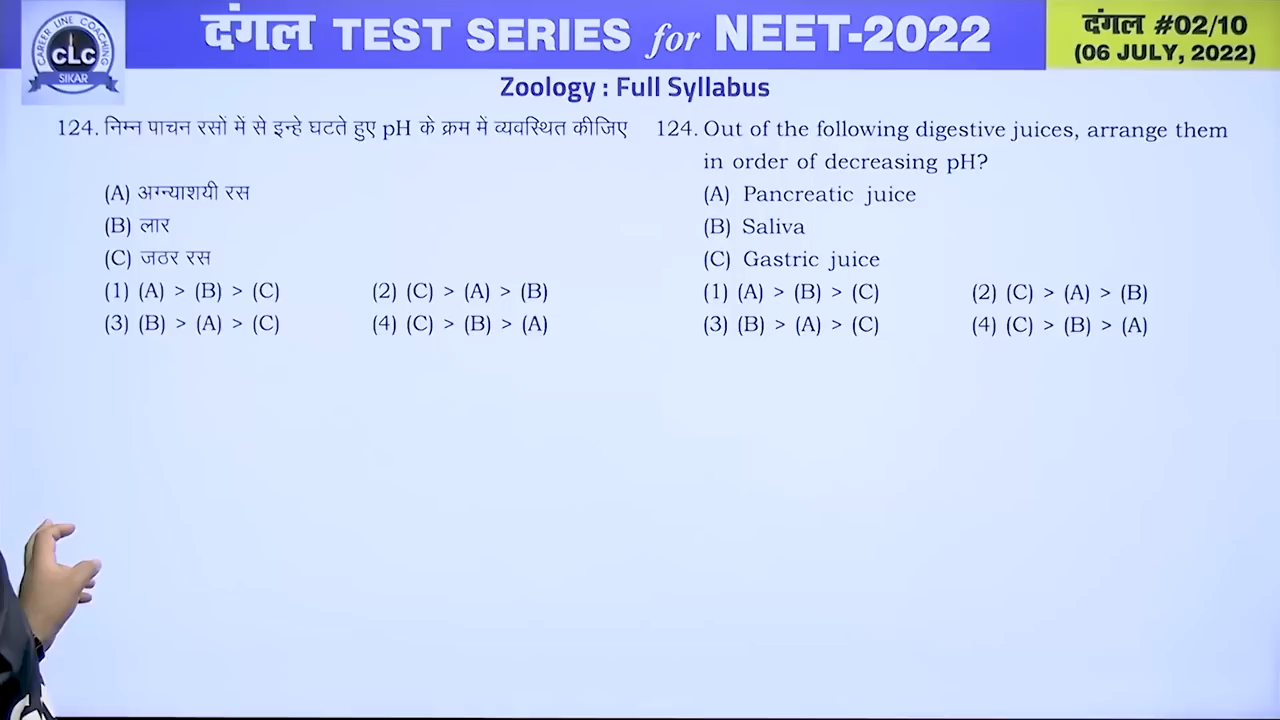 CAREER LINE COACHING
CLC
SIKAR
दंगल TEST SERIES for NEET-2022
दंगल #02/10
(06 JULY, 2022)
Zoology : Full Syllabus
124. निम्न पाचन रसों में से इन्हे घटते हुए pH के क्रम में व्यवस्थित कीजिए
(A) अग्न्याशयी रस
(B) लार
(C) जठर रस
(1) (A) > (B) > (C) (2) (C) > (A) > (B)
(3) (B) > (A) > (C) (4) (C) > (B) > (A)
124. Out of the following digestive juices, arrange them
in order of decreasing pH?
(A) Pancreatic juice
(B) Saliva
(C) Gastric juice
(1) (A) > (B) > (C) (2) (C) > (A) > (B)
(3) (B) > (A) > (C) (4) (C) > (B) > (A)